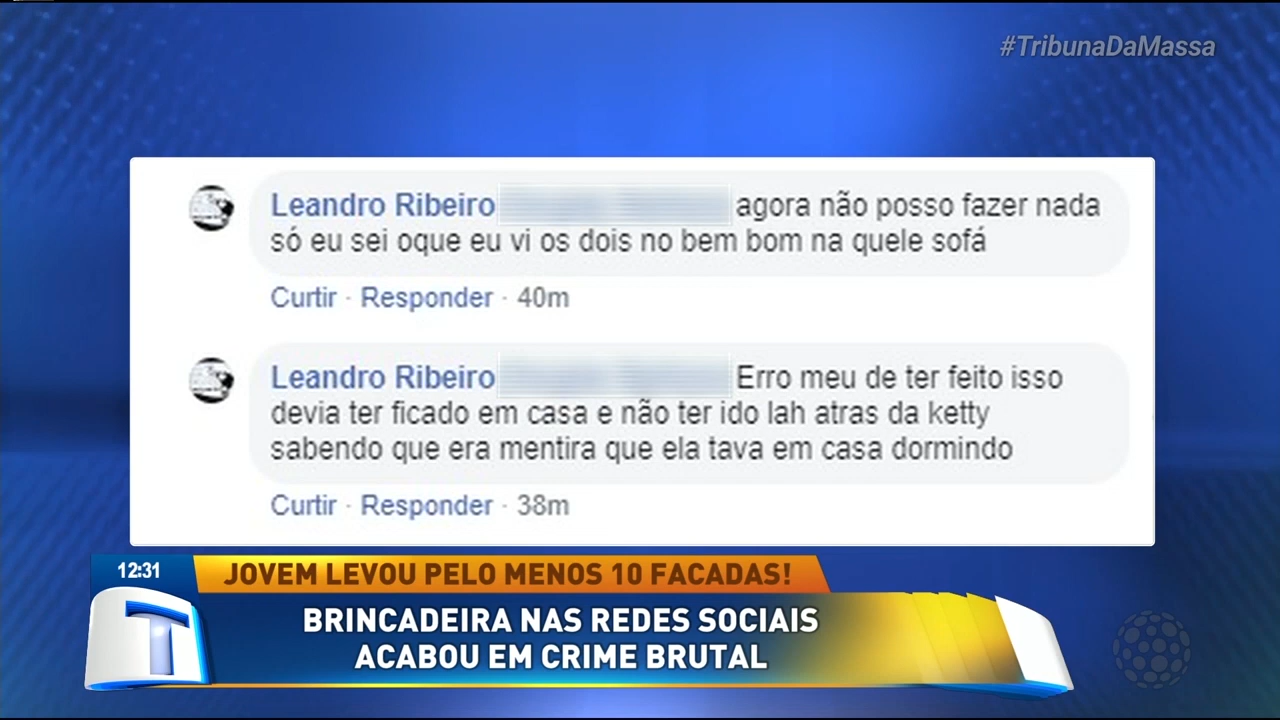 #TribunaDaMassa
Leandro Ribeiro agora não posso fazer nada
só eu sei oque eu vi os dois no bem bom na quele sofá
Curtir · Responder · 40m
Leandro Ribeiro Erro meu de ter feito isso
devia ter ficado em casa e não ter ido lah atras da ketty
sabendo que era mentira que ela tava em casa dormindo
Curtir · Responder · 38m
12:31
JOVEM LEVOU PELO MENOS 10 FACADAS!
T
BRINCADEIRA NAS REDES SOCIAIS
ACABOU EM CRIME BRUTAL